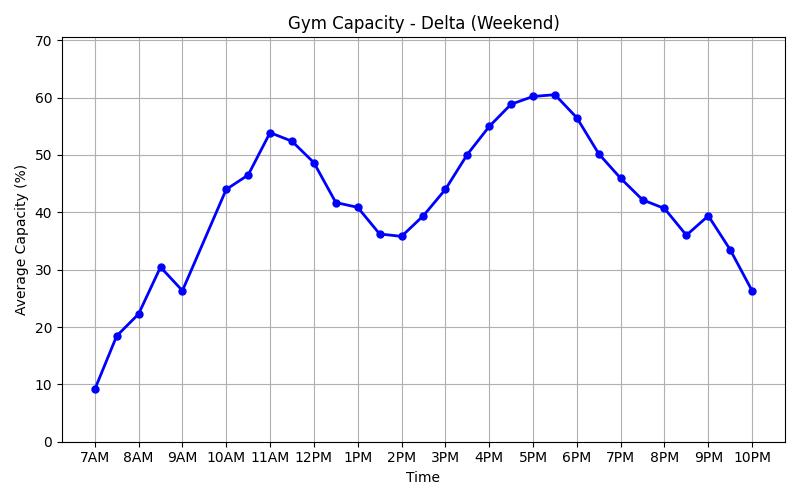 Gym Capacity - Delta (Weekend)
70
60
50
40
30
20
10
0
Average Capacity (%)
7AM 8AM 9AM 10AM 11AM 12PM 1PM 2PM 3PM 4PM 5PM 6PM 7PM 8PM 9PM 10PM
Time